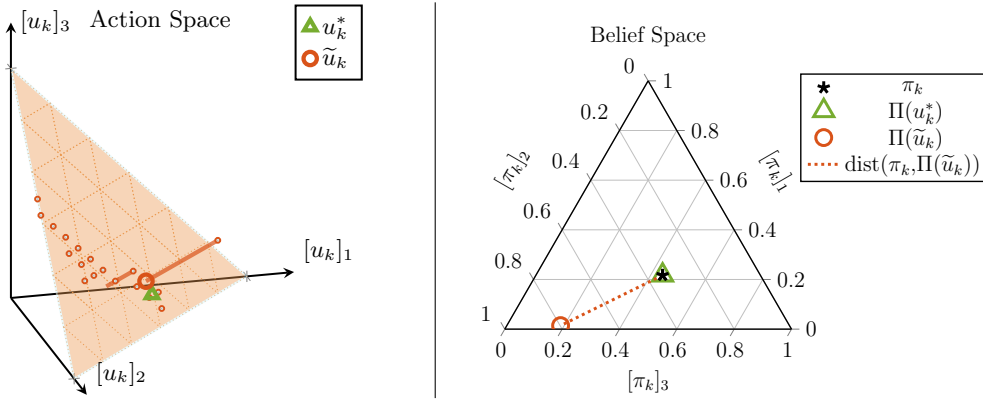 Action Space
[u_k]_3
u_k^*
ũ_k
[u_k]_1
[u_k]_2
Belief Space
0
1
0.2
0.8
0.4
0.6
0.6
0.4
0.8
0.2
1
0
[π_k]_2
[π_k]_1
0
0.2
0.4
0.6
0.8
1
[π_k]_3
π_k
Π(u_k^*)
Π(ũ_k)
dist(π_k,Π(ũ_k))